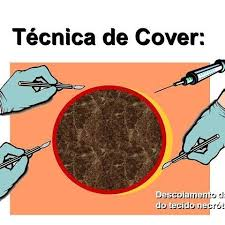 Técnica de Cover:
Descolamento d
do tecido necrót